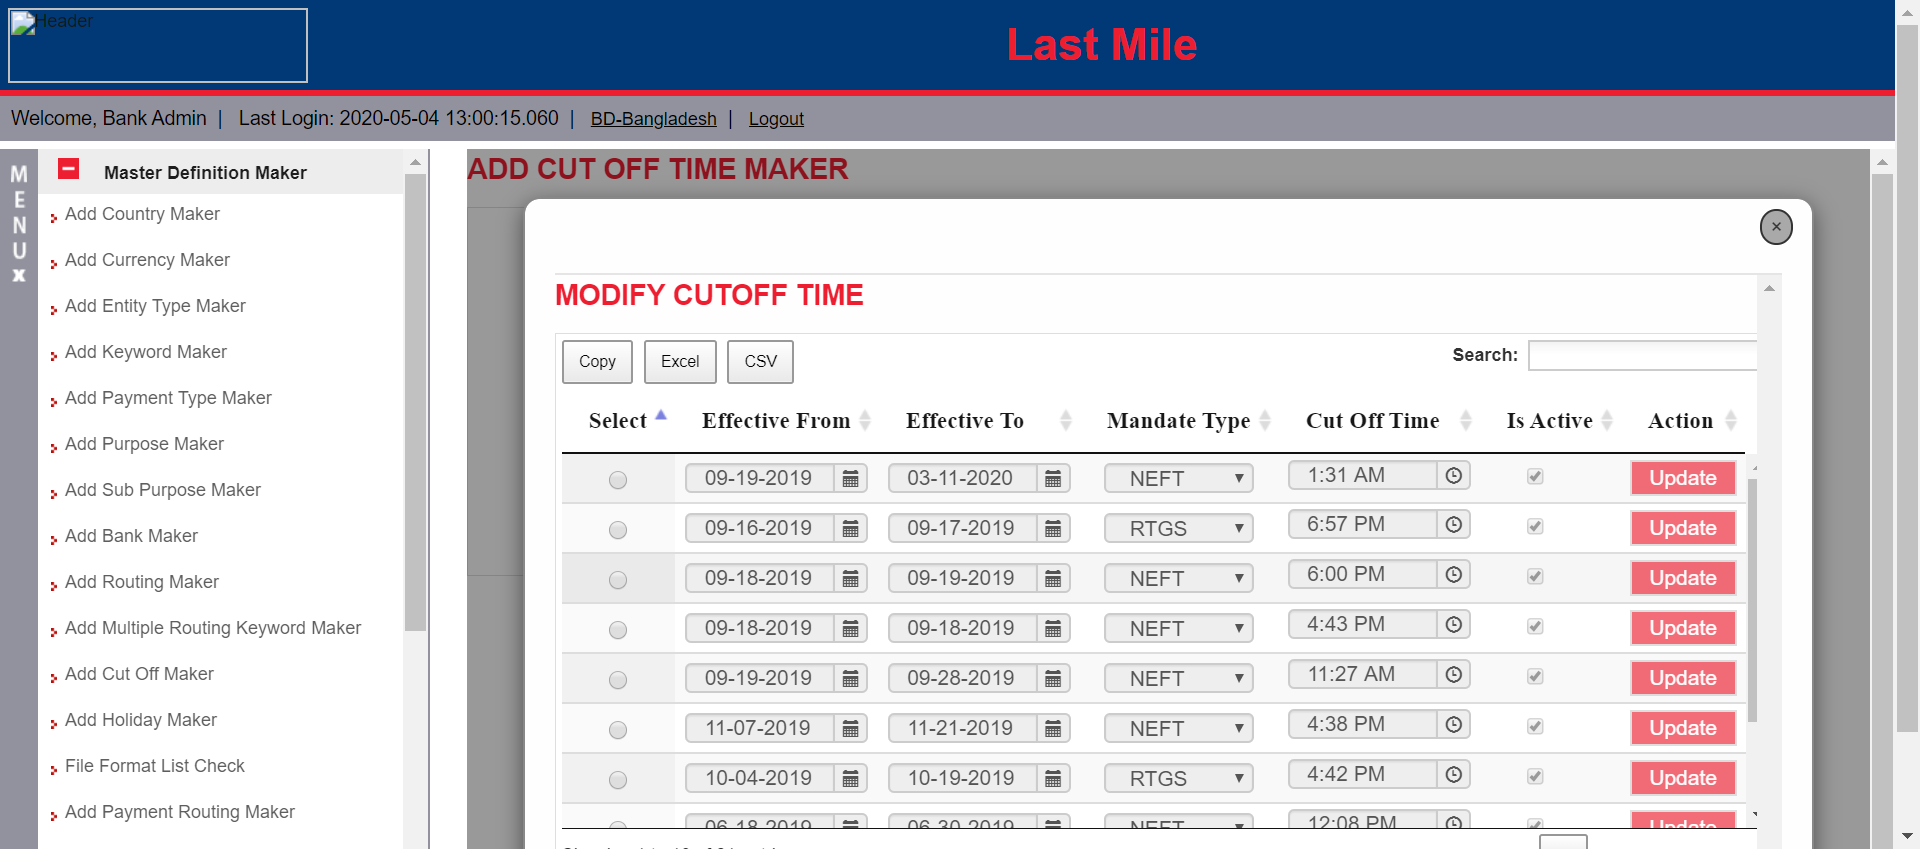 Header
Last Mile
Welcome, Bank Admin | Last Login: 2020-05-04 13:00:15.060 | BD-Bangladesh | Logout
MENU x
Master Definition Maker
Add Country Maker
Add Currency Maker
Add Entity Type Maker
Add Keyword Maker
Add Payment Type Maker
Add Purpose Maker
Add Sub Purpose Maker
Add Bank Maker
Add Routing Maker
Add Multiple Routing Keyword Maker
Add Cut Off Maker
Add Holiday Maker
File Format List Check
Add Payment Routing Maker
ADD CUT OFF TIME MAKER
×
MODIFY CUTOFF TIME
Copy Excel CSV Search:
Select Effective From Effective To Mandate Type Cut Off Time Is Active Action
09-19-2019 03-11-2020 NEFT 1:31 AM Update
09-16-2019 09-17-2019 RTGS 6:57 PM Update
09-18-2019 09-19-2019 NEFT 6:00 PM Update
09-18-2019 09-18-2019 NEFT 4:43 PM Update
09-19-2019 09-28-2019 NEFT 11:27 AM Update
11-07-2019 11-21-2019 NEFT 4:38 PM Update
10-04-2019 10-19-2019 RTGS 4:42 PM Update
06-18-2019 06-30-2019 NEFT 12:08 PM Update